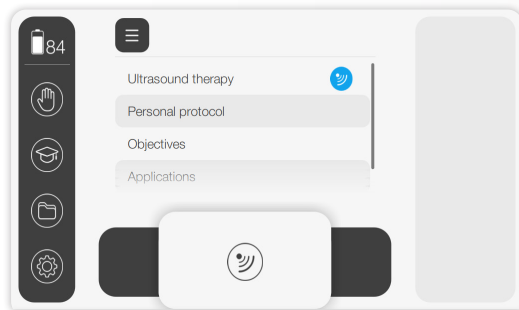 84
Ultrasound therapy
Personal protocol
Objectives
Applications